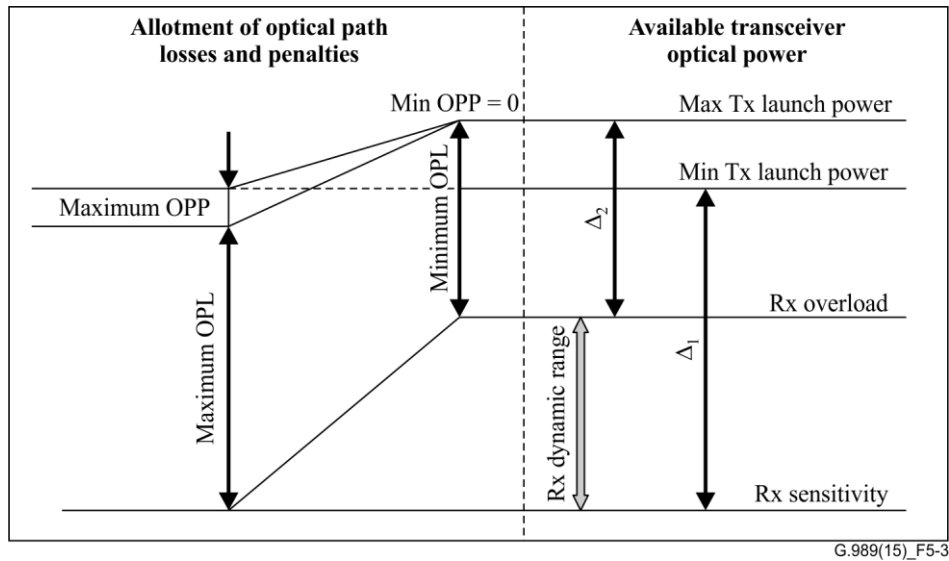 Allotment of optical path
losses and penalties
Available transceiver
optical power
Min OPP = 0
Max Tx launch power
Min Tx launch power
Maximum OPP
Minimum OPL
Δ2
Rx overload
Maximum OPL
Δ1
Rx dynamic range
Rx sensitivity
G.989(15)_F5-3